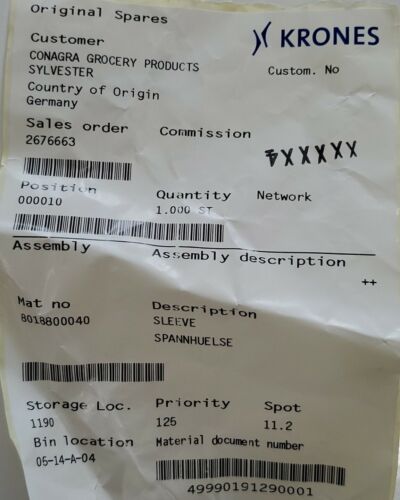 Original Spares
KRONES
Customer
CONAGRA GROCERY PRODUCTS
SYLVESTER
Custom. No
Country of Origin
Germany
Sales order Commission
2676663
XXXXX
Position Quantity Network
000010 1.000 ST
Assembly Assembly description
++
Mat no Description
8018800040 SLEEVE
SPANNHUELSE
Storage Loc. Priority Spot
1190 125 11.2
Bin location Material document number
05-14-A-04
49990191290001